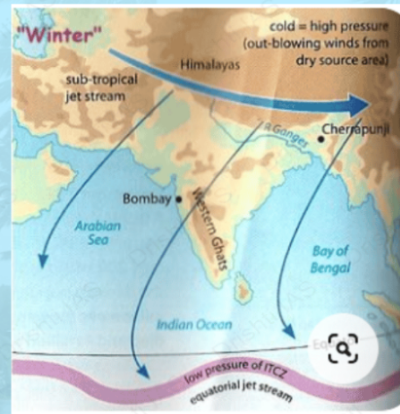 "Winter"
cold = high pressure
(out-blowing winds from
dry source area)
Himalayas
sub-tropical
jet stream
R Ganges
Cherrapunji
Bombay
Western Ghats
Arabian
Sea
Bay of
Bengal
Indian Ocean
low pressure of ITCZ
equatorial jet stream